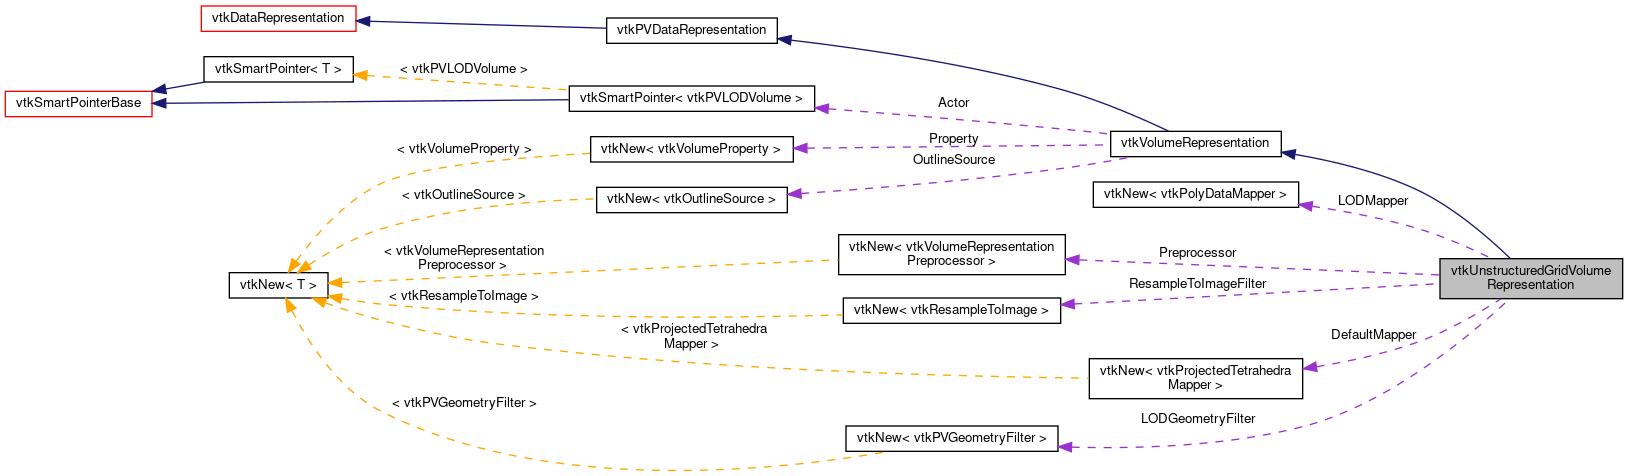 vtkDataRepresentation
vtkPVDataRepresentation
vtkSmartPointer< T >
< vtkPVLODVolume >
vtkSmartPointerBase
vtkSmartPointer< vtkPVLODVolume >
Actor
vtkVolumeRepresentation
Property
< vtkVolumeProperty >
vtkNew< vtkVolumeProperty >
OutlineSource
< vtkOutlineSource >
vtkNew< vtkOutlineSource >
vtkNew< vtkPolyDataMapper >
LODMapper
< vtkVolumeRepresentation
Preprocessor >
vtkNew< vtkVolumeRepresentation
Preprocessor >
Preprocessor
vtkUnstructuredGridVolume
Representation
vtkNew< T >
< vtkResampleToImage >
vtkNew< vtkResampleToImage >
ResampleToImageFilter
< vtkProjectedTetrahedra
Mapper >
DefaultMapper
vtkNew< vtkProjectedTetrahedra
Mapper >
< vtkPVGeometryFilter >
LODGeometryFilter
vtkNew< vtkPVGeometryFilter >